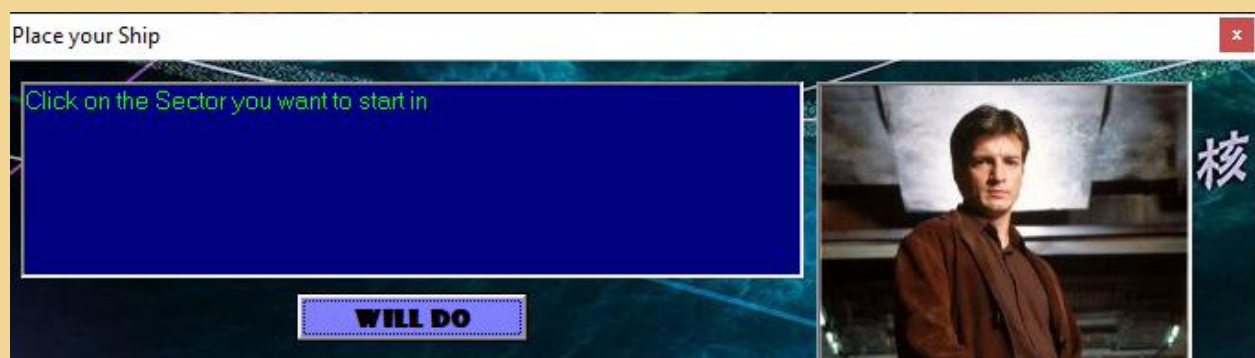 Place your Ship
x
Click on the Sector you want to start in
核
WILL DO